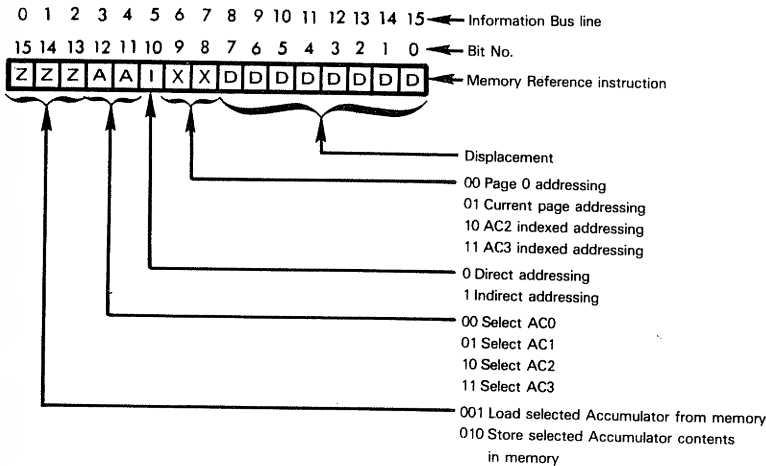 0 1 2 3 4 5 6 7 8 9 10 11 12 13 14 15 Information Bus line
15 14 13 12 11 10 9 8 7 6 5 4 3 2 1 0 Bit No.
Z Z Z A A I X X D D D D D D D D Memory Reference instruction
Displacement
00 Page 0 addressing
01 Current page addressing
10 AC2 indexed addressing
11 AC3 indexed addressing
0 Direct addressing
1 Indirect addressing
00 Select AC0
01 Select AC1
10 Select AC2
11 Select AC3
001 Load selected Accumulator from memory
010 Store selected Accumulator contents
in memory